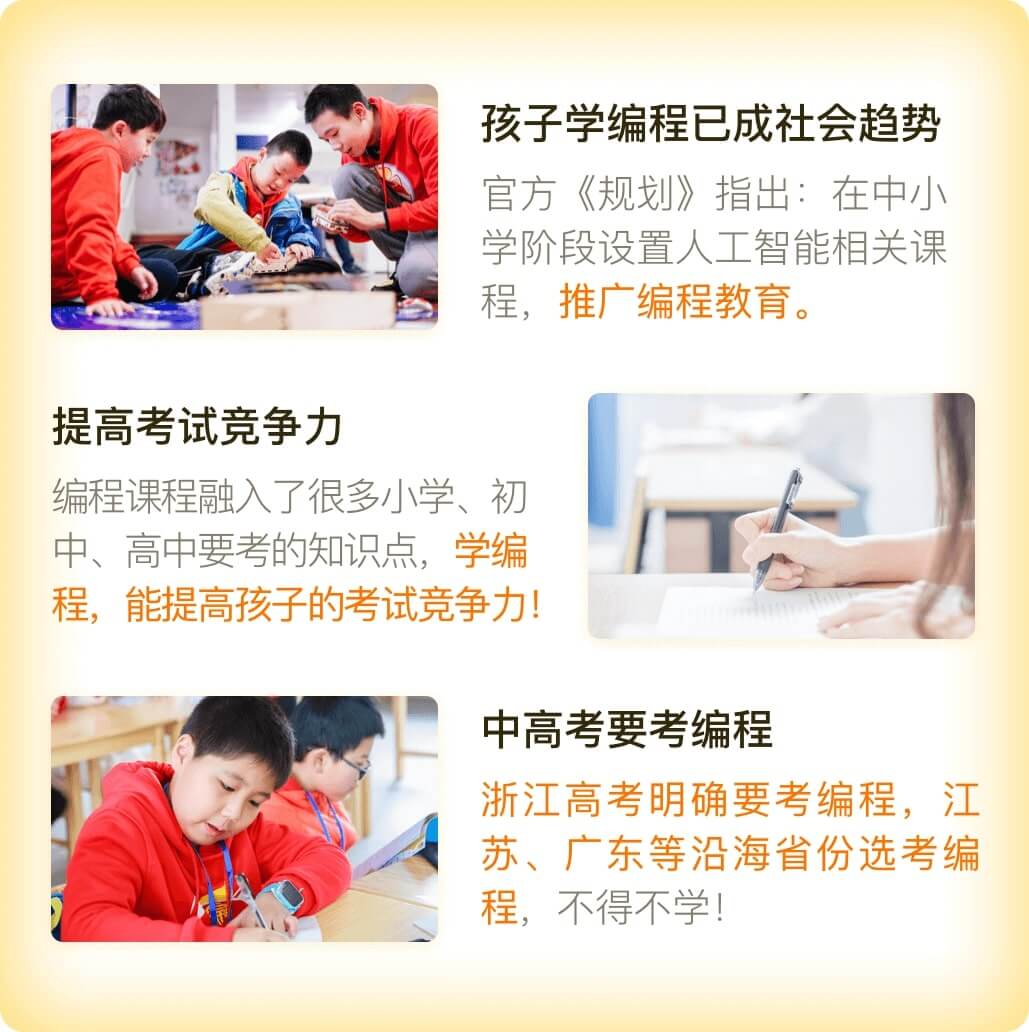 孩子学编程已成社会趋势
官方《规划》指出：在中小
学阶段设置人工智能相关课
程，推广编程教育。
提高考试竞争力
编程课程融入了很多小学、初
中、高中要考的知识点，学编
程，能提高孩子的考试竞争力！
中高考要考编程
浙江高考明确要考编程，江
苏、广东等沿海省份选考编
程，不得不学！